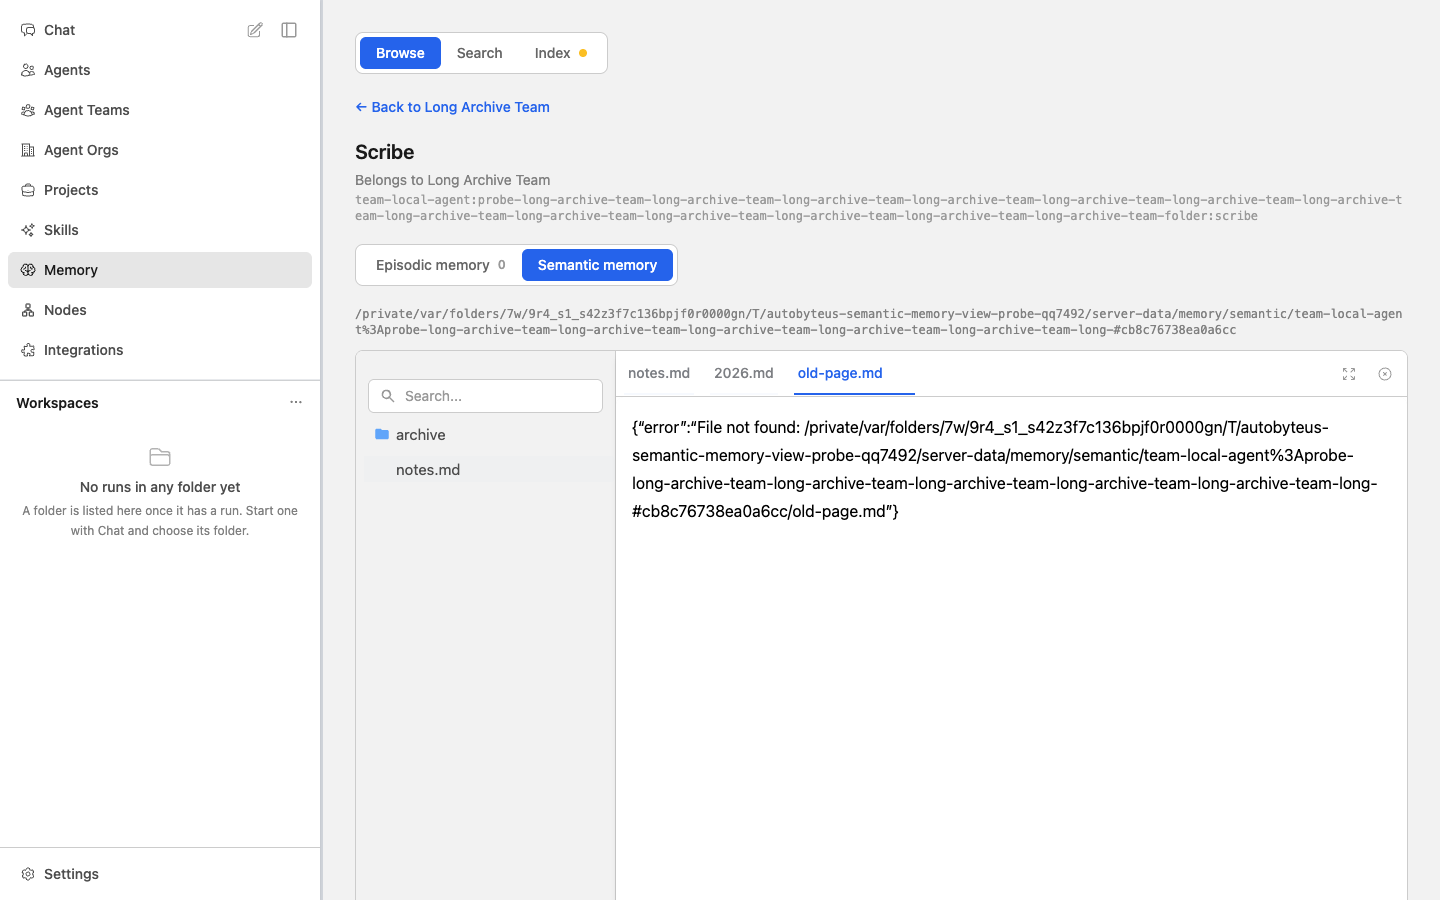 Chat
Agents
Agent Teams
Agent Orgs
Projects
Skills
Memory
Nodes
Integrations
Workspaces
No runs in any folder yet
A folder is listed here once it has a run. Start one
with Chat and choose its folder.
Settings
Browse
Search
Index
← Back to Long Archive Team
Scribe
Belongs to Long Archive Team
team-local-agent:probe-long-archive-team-long-archive-team-long-archive-team-long-archive-team-long-archive-team-long-archive-t
eam-long-archive-team-long-archive-team-long-archive-team-long-archive-team-long-archive-team-long-archive-team-folder:scribe
Episodic memory 0
Semantic memory
/private/var/folders/7w/9r4_s1_s42z3f7c136bpjf0r0000gn/T/autobyteus-semantic-memory-view-probe-qq7492/server-data/memory/semantic/team-local-agen
t%3Aprobe-long-archive-team-long-archive-team-long-archive-team-long-archive-team-long-archive-team-long-#cb8c76738ea0a6cc
Search...
archive
notes.md
notes.md
2026.md
old-page.md
{“error”:“File not found: /private/var/folders/7w/9r4_s1_s42z3f7c136bpjf0r0000gn/T/autobyteus-
semantic-memory-view-probe-qq7492/server-data/memory/semantic/team-local-agent%3Aprobe-
long-archive-team-long-archive-team-long-archive-team-long-archive-team-long-archive-team-long-
#cb8c76738ea0a6cc/old-page.md”}